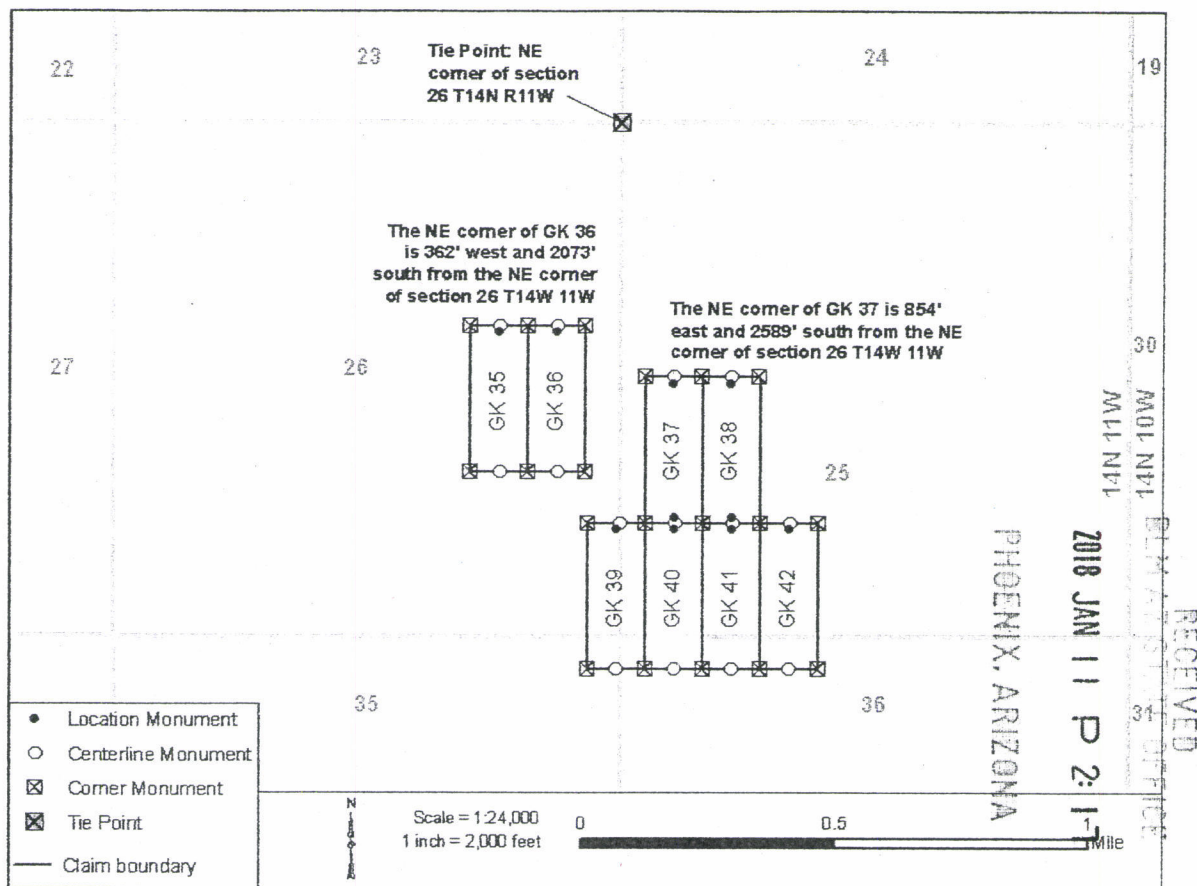 22
23
24
19
Tie Point: NE
corner of section
26 T14N R11W
The NE corner of GK 36
is 362' west and 2073'
south from the NE corner
of section 26 T14W 11W
The NE corner of GK 37 is 854'
east and 2589' south from the NE
corner of section 26 T14W 11W
27
26
25
30
GK 35
GK 36
GK 37
GK 38
GK 39
GK 40
GK 41
GK 42
14N 11W
14N 10W
35
36
31
RECEIVED
BLM OFFICE
2018 JAN 11 P 2:17
PHOENIX, ARIZONA
Location Monument
Centerline Monument
Corner Monument
Tie Point
Claim boundary
N
Scale = 1:24,000
1 inch = 2,000 feet
0
0.5
1
Mile